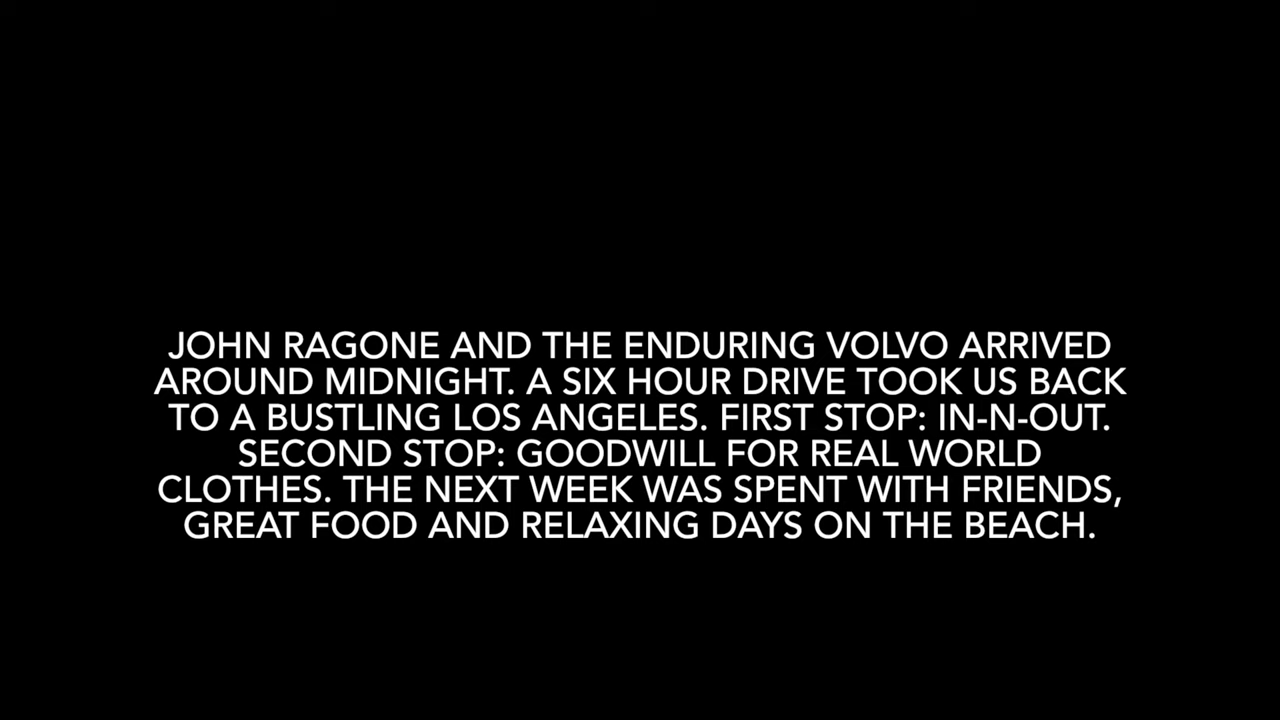 JOHN RAGONE AND THE ENDURING VOLVO ARRIVED
AROUND MIDNIGHT. A SIX HOUR DRIVE TOOK US BACK
TO A BUSTLING LOS ANGELES. FIRST STOP: IN-N-OUT.
SECOND STOP: GOODWILL FOR REAL WORLD
CLOTHES. THE NEXT WEEK WAS SPENT WITH FRIENDS,
GREAT FOOD AND RELAXING DAYS ON THE BEACH.